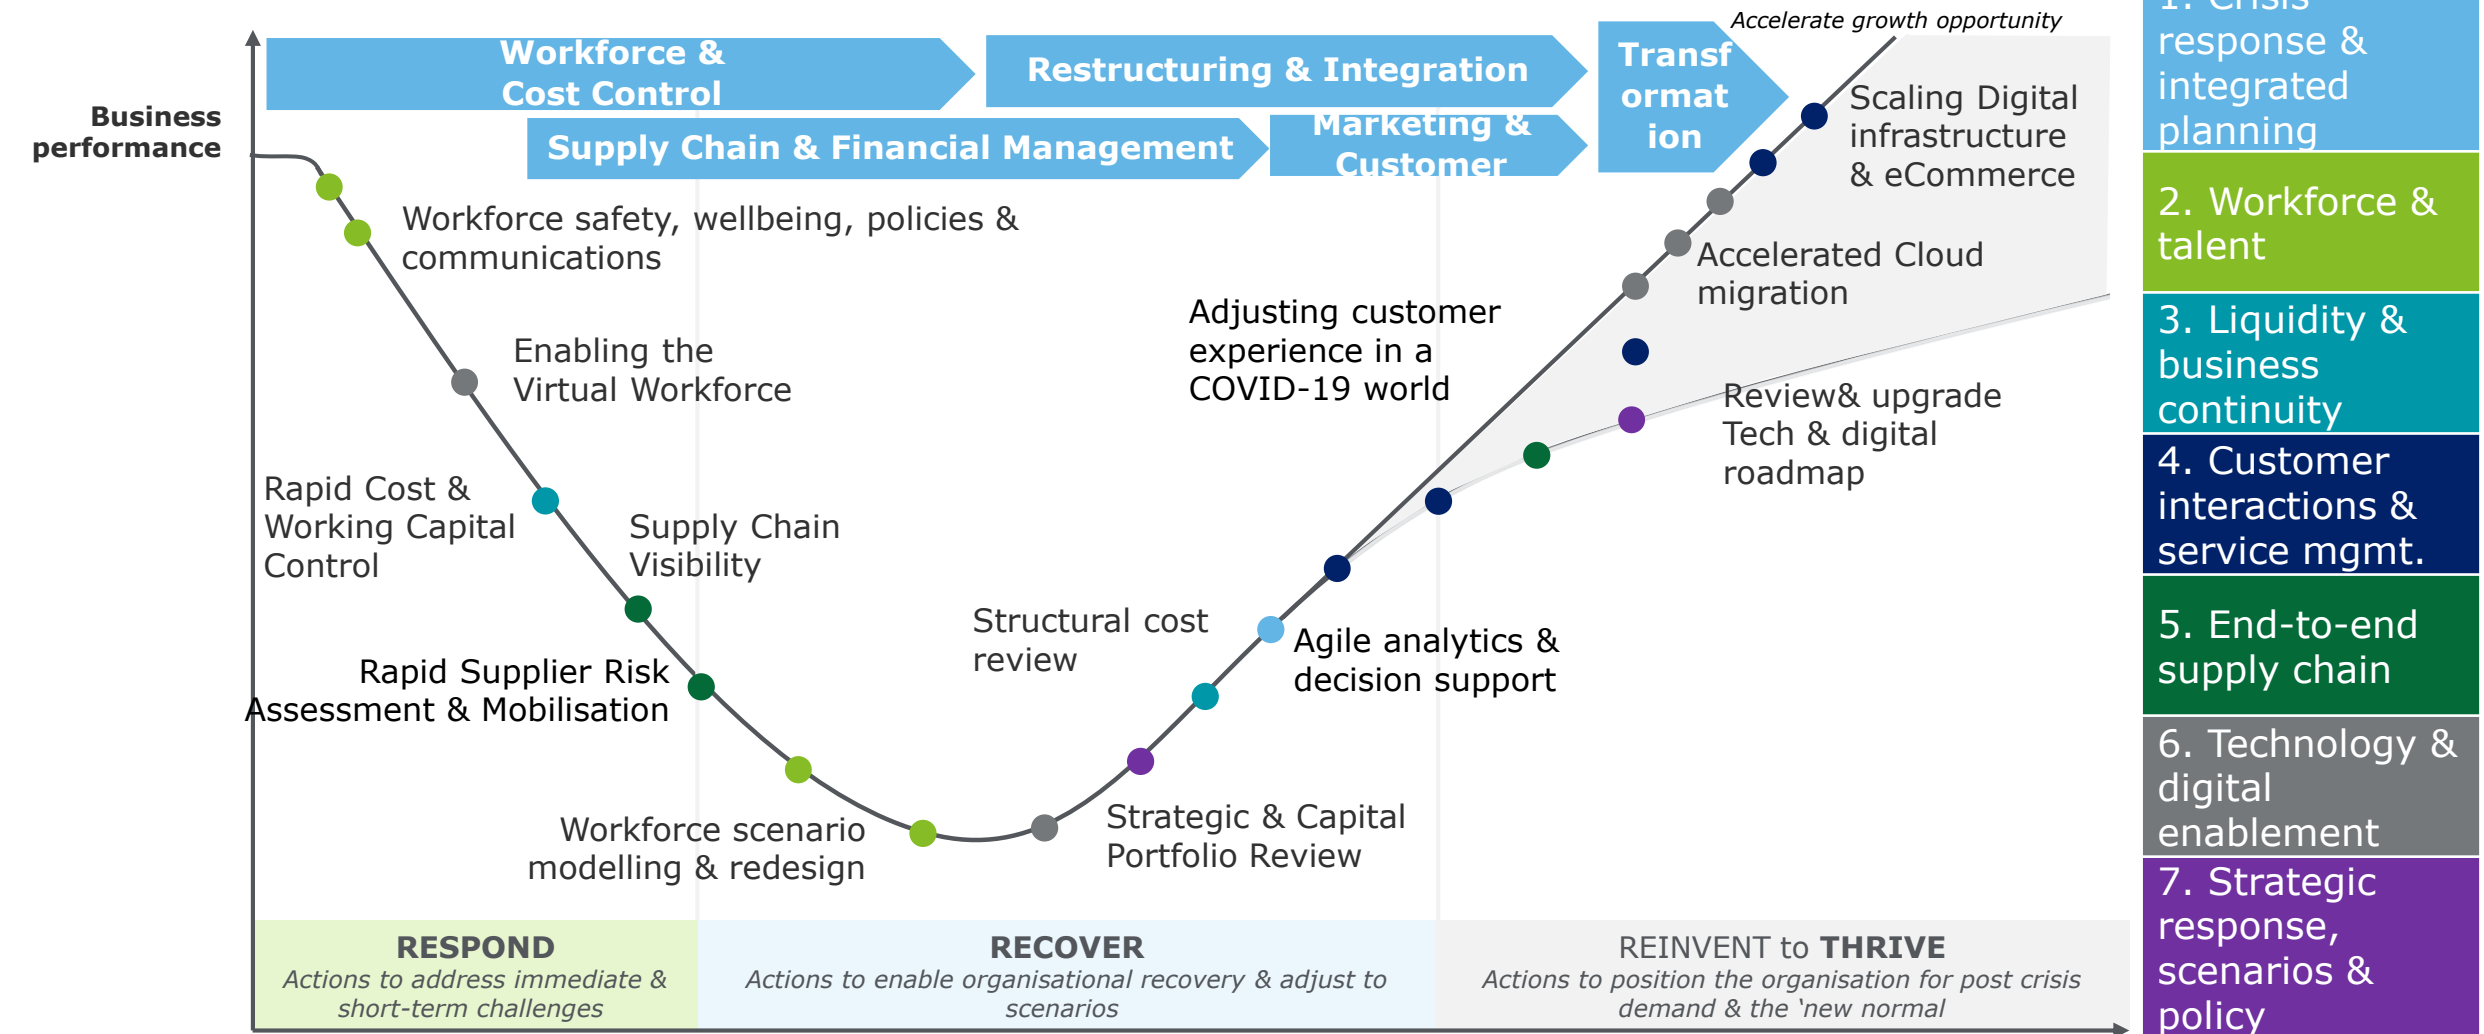 Accelerate growth opportunity
Workforce &
Cost Control
Restructuring & Integration
Transf
ormat
ion
Supply Chain & Financial Management
Marketing &
Customer
Business
performance
Workforce safety, wellbeing, policies &
communications
Enabling the
Virtual Workforce
Rapid Cost &
Working Capital
Control
Supply Chain
Visibility
Rapid Supplier Risk
Assessment & Mobilisation
Workforce scenario
modelling & redesign
Strategic & Capital
Portfolio Review
Structural cost
review
Agile analytics &
decision support
Adjusting customer
experience in a
COVID-19 world
Review& upgrade
Tech & digital
roadmap
Accelerated Cloud
migration
Scaling Digital
infrastructure
& eCommerce
RESPOND
Actions to address immediate &
short-term challenges
RECOVER
Actions to enable organisational recovery & adjust to
scenarios
REINVENT to THRIVE
Actions to position the organisation for post crisis
demand & the ‘new normal
1. Crisis
response &
integrated
planning
2. Workforce &
talent
3. Liquidity &
business
continuity
4. Customer
interactions &
service mgmt.
5. End-to-end
supply chain
6. Technology &
digital
enablement
7. Strategic
response,
scenarios &
policy